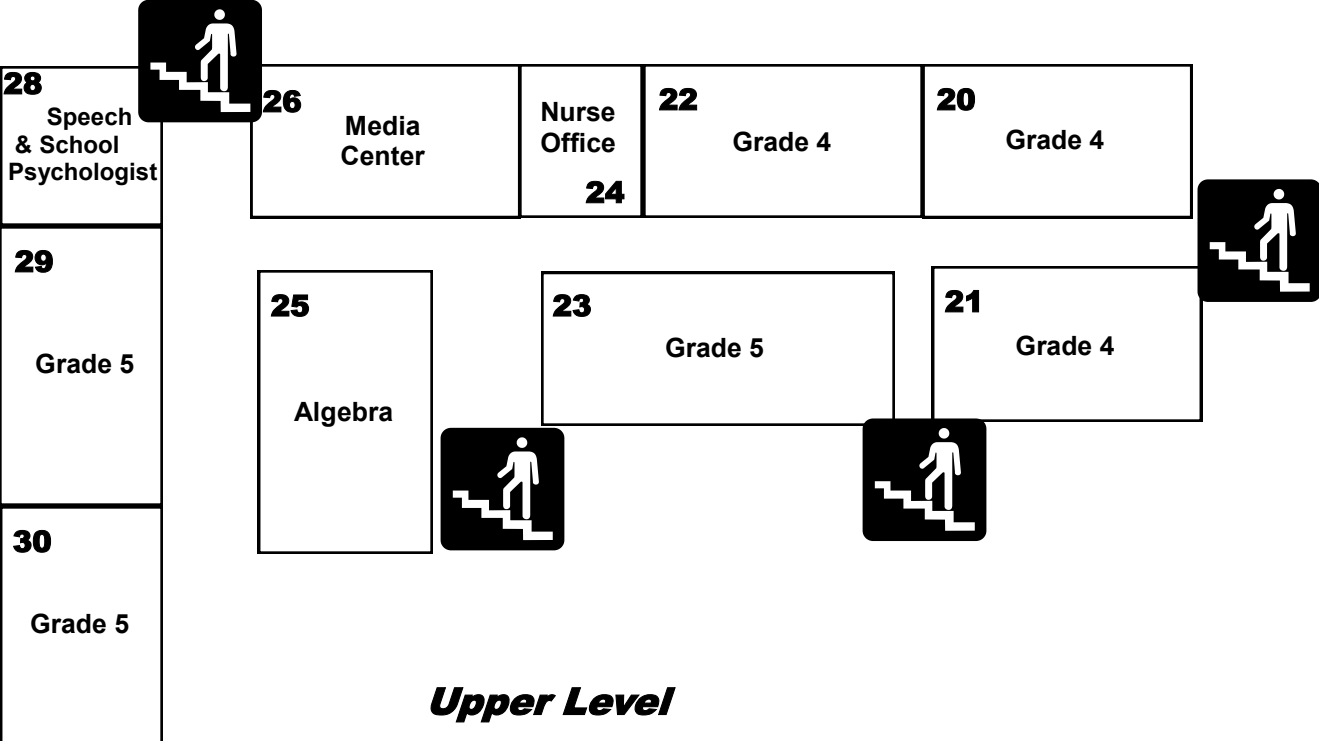 28
Speech
& School
Psychologist
26
Media
Center
Nurse
Office
24
22
Grade 4
20
Grade 4
29
Grade 5
25
Algebra
23
Grade 5
21
Grade 4
30
Grade 5
Upper Level